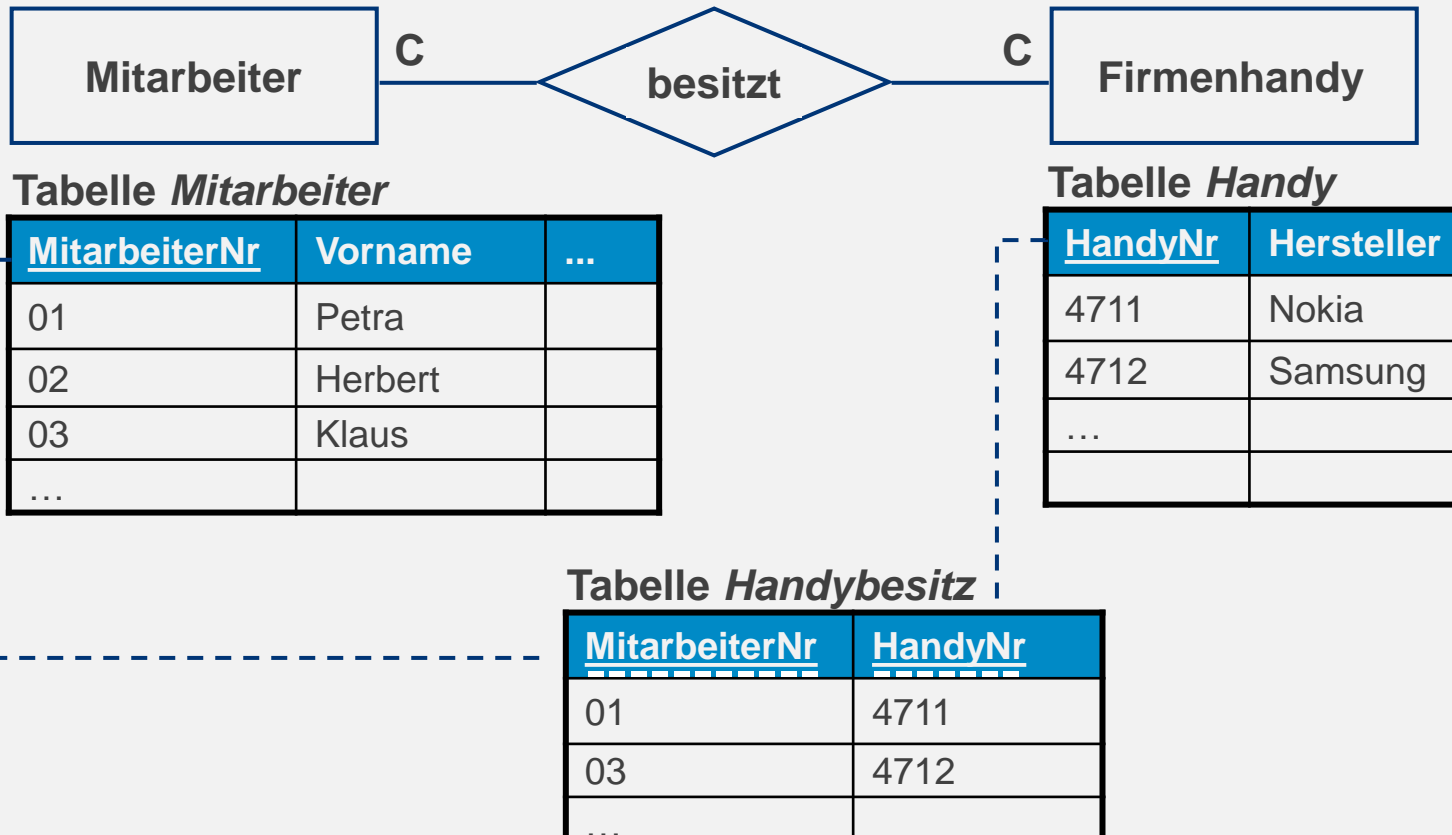 Mitarbeiter C besitzt C Firmenhandy
Tabelle Mitarbeiter
MitarbeiterNr Vorname ...
01 Petra
02 Herbert
03 Klaus
…
Tabelle Handy
HandyNr Hersteller
4711 Nokia
4712 Samsung
…
Tabelle Handybesitz
MitarbeiterNr HandyNr
01 4711
03 4712
…